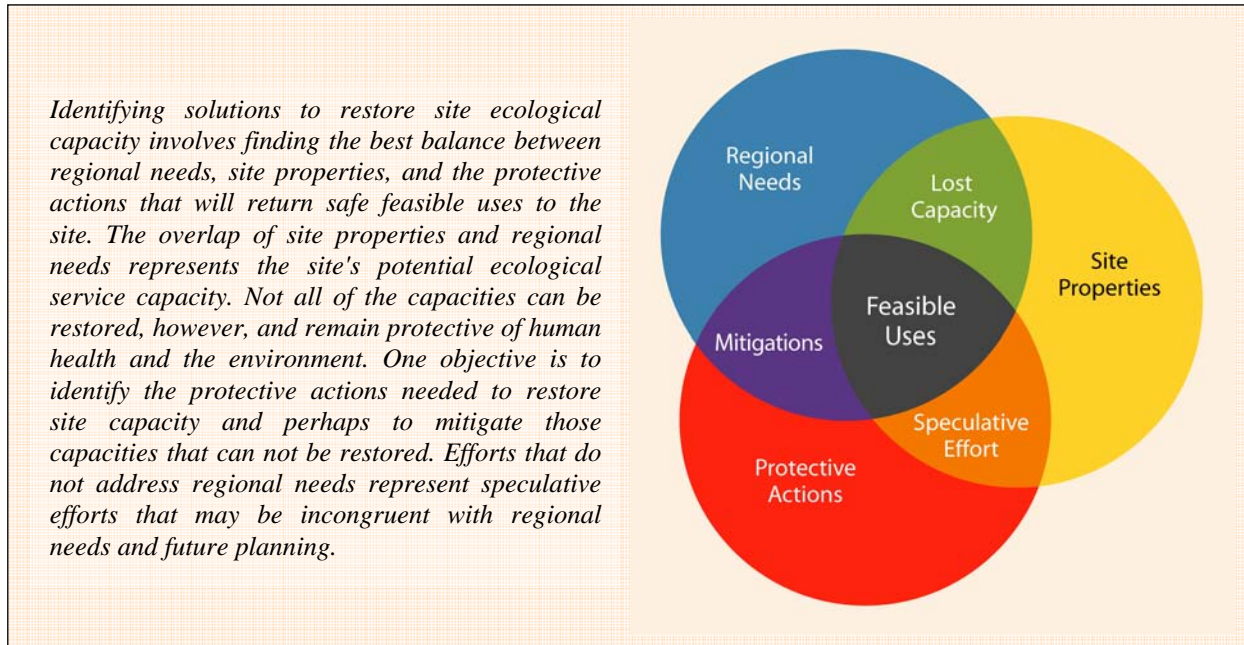 Identifying solutions to restore site ecological
capacity involves finding the best balance between
regional needs, site properties, and the protective
actions that will return safe feasible uses to the
site. The overlap of site properties and regional
needs represents the site's potential ecological
service capacity. Not all of the capacities can be
restored, however, and remain protective of human
health and the environment. One objective is to
identify the protective actions needed to restore
site capacity and perhaps to mitigate those
capacities that can not be restored. Efforts that do
not address regional needs represent speculative
efforts that may be incongruent with regional
needs and future planning.
Regional
Needs
Lost
Capacity
Site
Properties
Feasible
Uses
Mitigations
Speculative
Effort
Protective
Actions